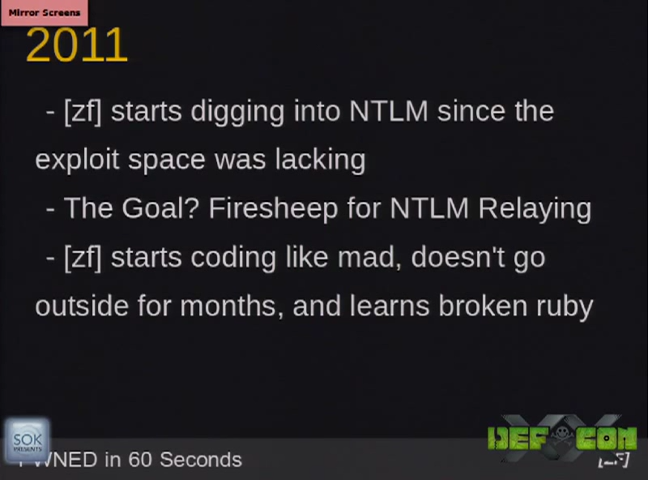 Mirror Screens
2011
- [zf] starts digging into NTLM since the
exploit space was lacking
- The Goal? Firesheep for NTLM Relaying
- [zf] starts coding like mad, doesn't go
outside for months, and learns broken ruby
SOK
PRESENTS
DEF CON
PWNED in 60 Seconds